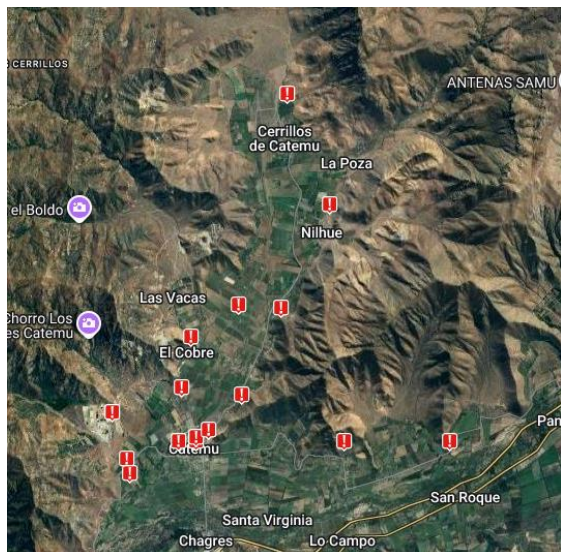 CERRILLOS
ANTENAS SAMU
Cerrillos
de Catemu
La Poza
el Boldo
Nilhue
Las Vacas
Chorro Los
es Catemu
El Cobre
Catemu
Pan
San Roque
Santa Virginia
Chagres
Lo Campo